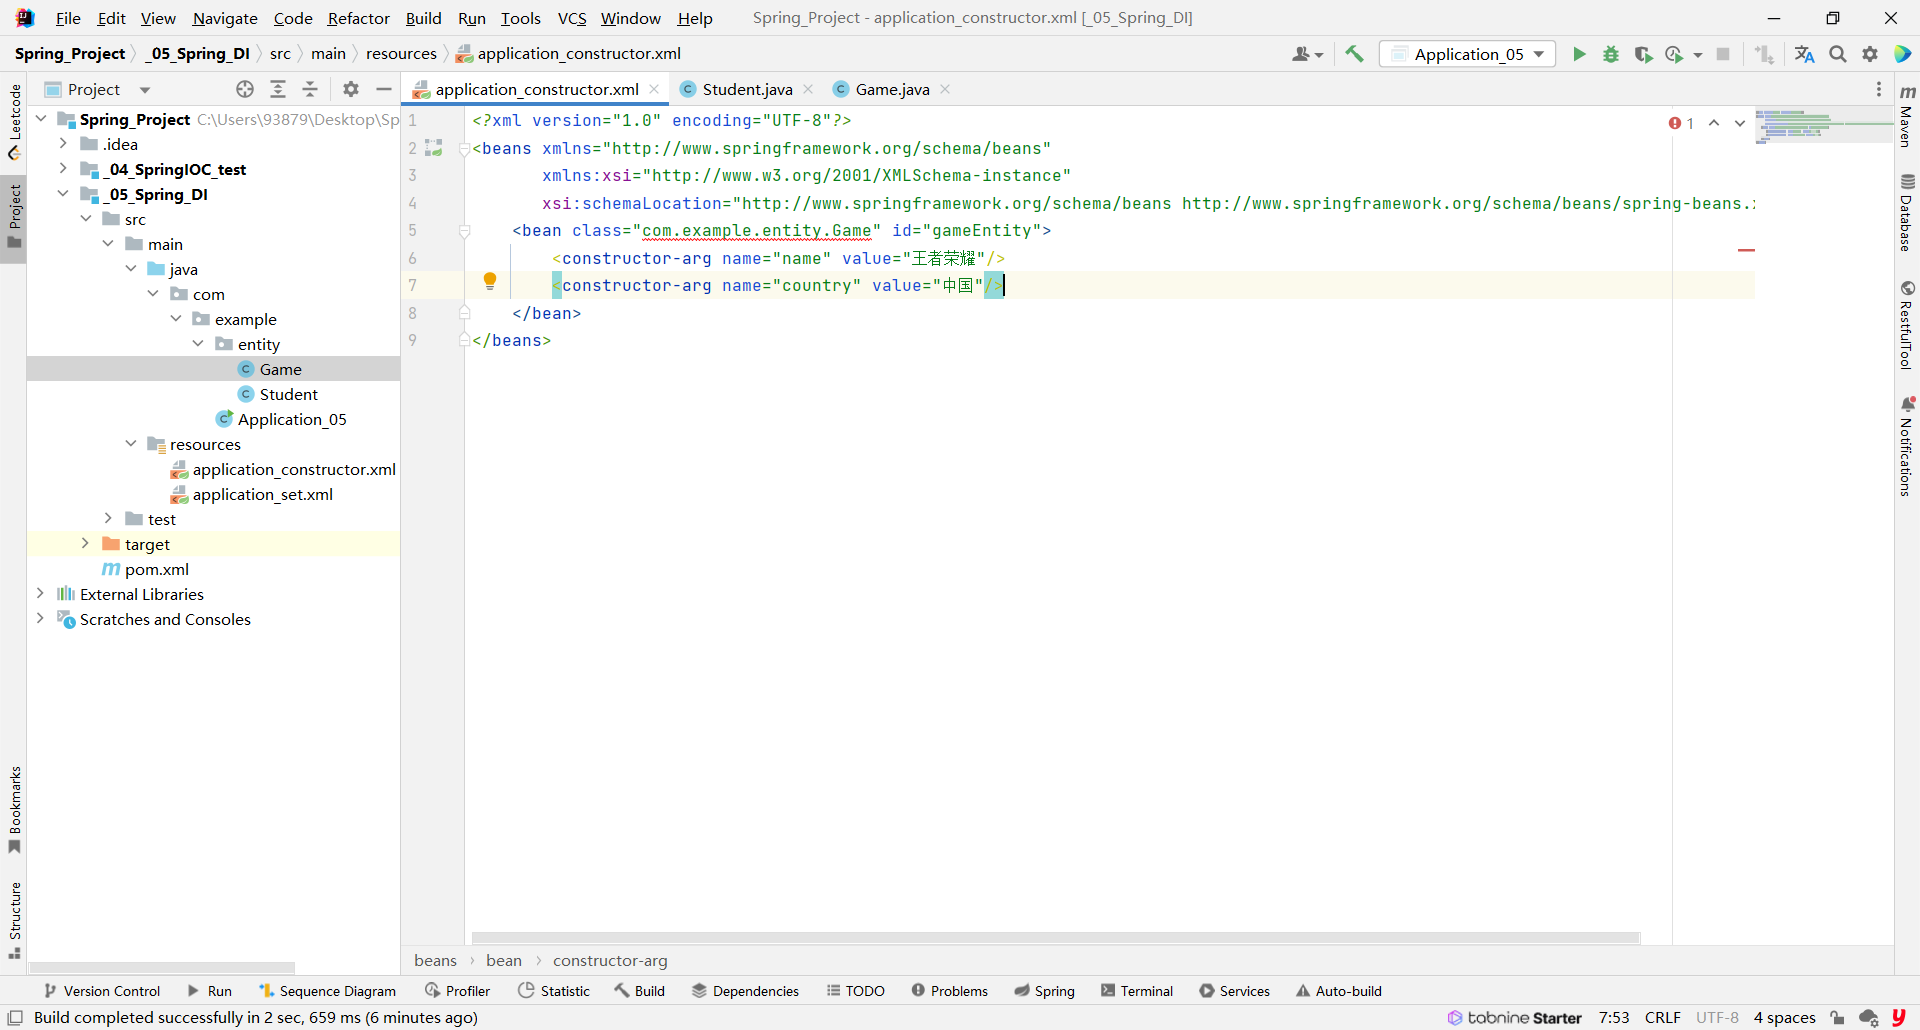 File Edit View Navigate Code Refactor Build Run Tools VCS Window Help Spring_Project - application_constructor.xml [_05_Spring_DI]
Spring_Project _05_Spring_DI src main resources application_constructor.xml Application_05
Project
application_constructor.xml Student.java Game.java
Spring_Project C:\Users\93879\Desktop\Sp
.idea
_04_SpringIOC_test
_05_Spring_DI
src
main
java
com
example
entity
Game
Student
Application_05
resources
application_constructor.xml
application_set.xml
test
target
pom.xml
External Libraries
Scratches and Consoles
1 <?xml version="1.0" encoding="UTF-8"?>
2 <beans xmlns="http://www.springframework.org/schema/beans"
3 xmlns:xsi="http://www.w3.org/2001/XMLSchema-instance"
4 xsi:schemaLocation="http://www.springframework.org/schema/beans http://www.springframework.org/schema/beans/spring-beans.x
5 <bean class="com.example.entity.Game" id="gameEntity">
6 <constructor-arg name="name" value="王者荣耀"/>
7 <constructor-arg name="country" value="中国"/>
8 </bean>
9 </beans>
1
Leetcode
Project
Bookmarks
Structure
Maven
Database
RestfulTool
Notifications
beans bean constructor-arg
Version Control Run Sequence Diagram Profiler Statistic Build Dependencies TODO Problems Spring Terminal Services Auto-build
Build completed successfully in 2 sec, 659 ms (6 minutes ago) tabnine Starter 7:53 CRLF UTF-8 4 spaces